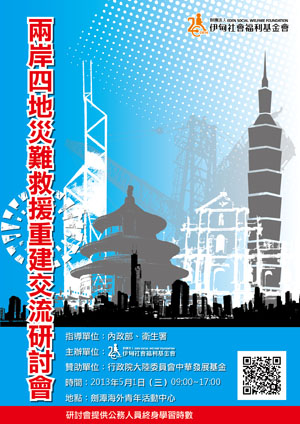 財團法人 EDEN SOCIAL WELFARE FOUNDATION
伊甸社會福利基金會
兩岸四地災難救援重建交流研討會
指導單位：內政部、衛生署
主辦單位：
伊甸社會福利基金會
贊助單位：行政院大陸委員會中華發展基金
時間：2013年5月1日（三）09:00~17:00
地點：劍潭海外青年活動中心
研討會提供公務人員終身學習時數